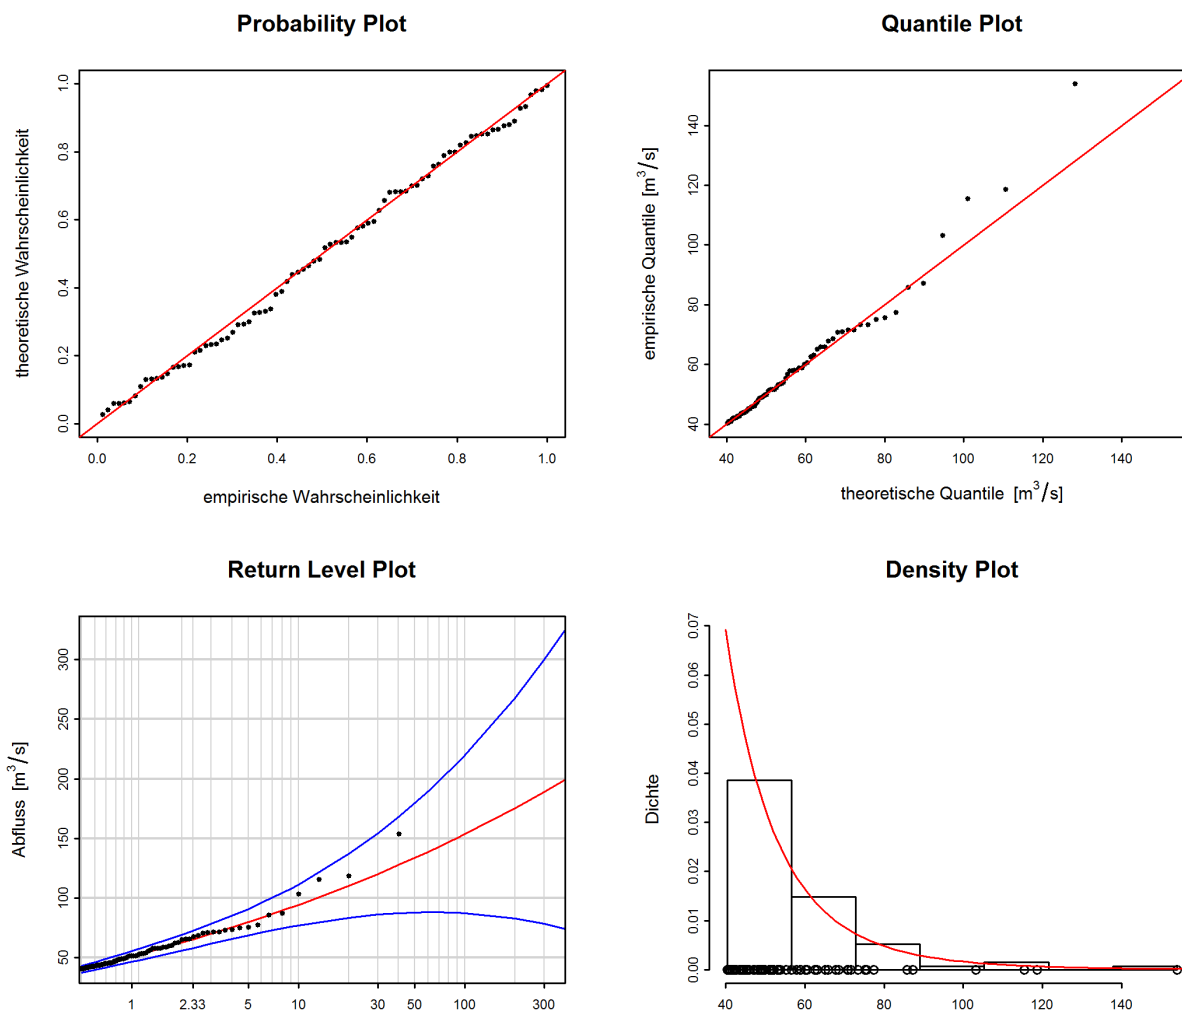 Probability Plot
theoretische Wahrscheinlichkeit
0.0 0.2 0.4 0.6 0.8 1.0
0.0 0.2 0.4 0.6 0.8 1.0
empirische Wahrscheinlichkeit
Quantile Plot
empirische Quantile [m³/s]
40 60 80 100 120 140
40 60 80 100 120 140
theoretische Quantile [m³/s]
Return Level Plot
Abfluss [m³/s]
50 100 150 200 250 300
1 2.33 5 10 30 50 100 300
Density Plot
Dichte
0.00 0.01 0.02 0.03 0.04 0.05 0.06 0.07
40 60 80 100 120 140